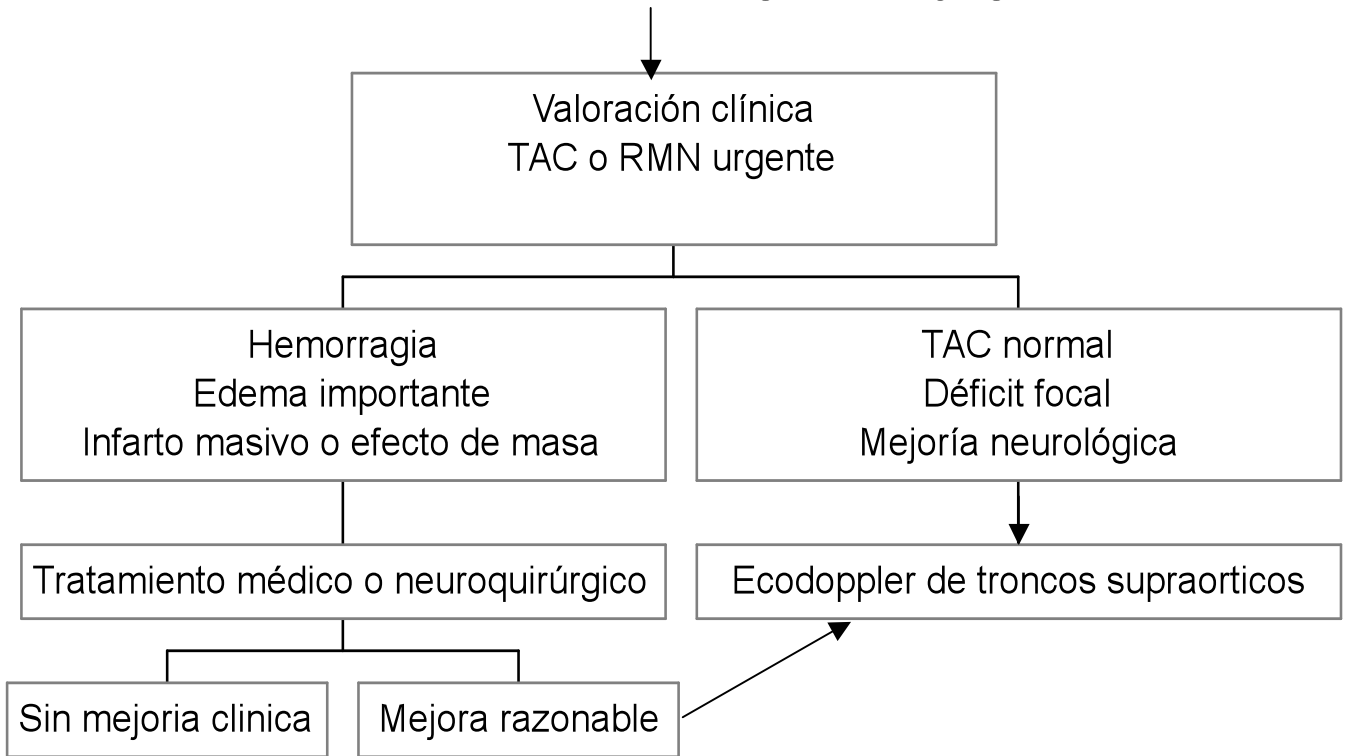 Valoración clínica
TAC o RMN urgente
Hemorragia
Edema importante
Infarto masivo o efecto de masa
TAC normal
Déficit focal
Mejoría neurológica
Tratamiento médico o neuroquirúrgico
Ecodoppler de troncos supraorticos
Sin mejoria clinica
Mejora razonable